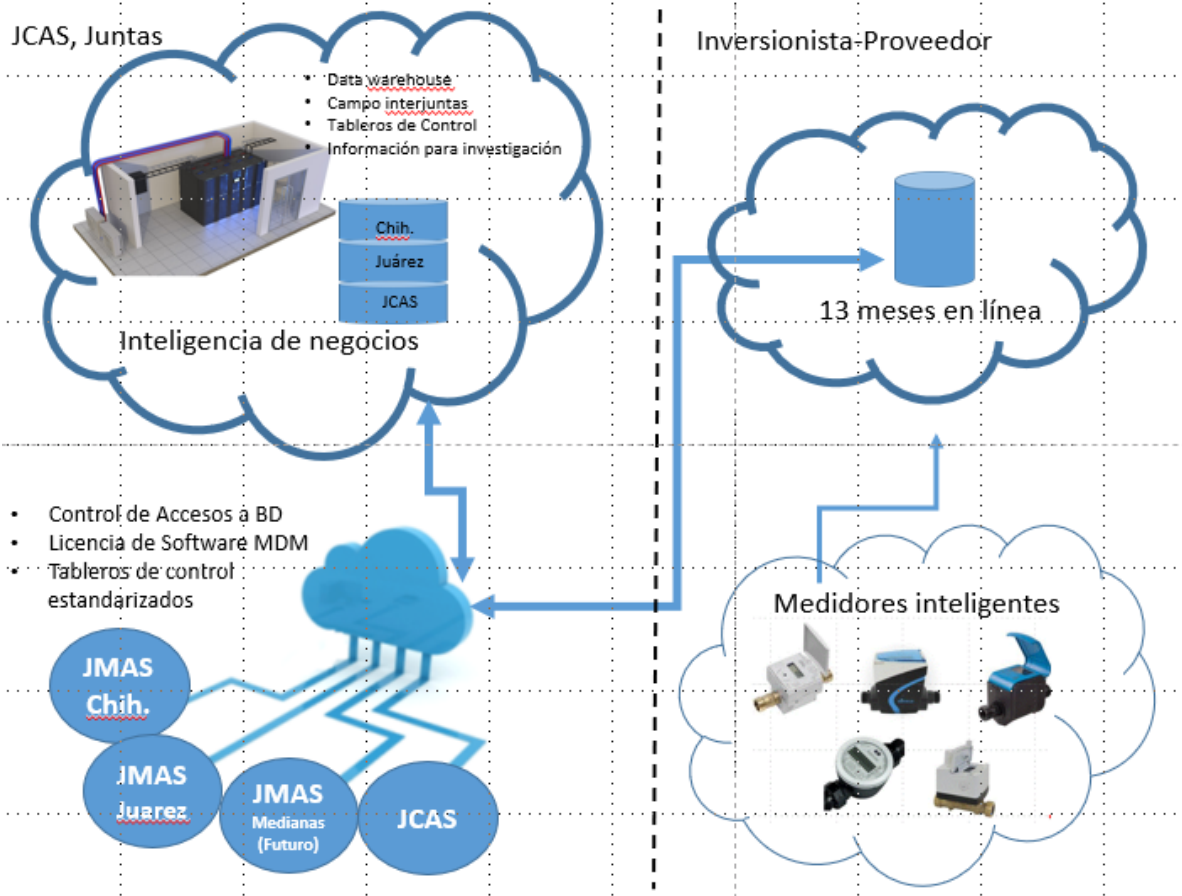 JCAS, Juntas
• Data warehouse
• Campo interjuntas
• Tableros de Control
• Información para investigación
Chih.
Juárez
JCAS
Inteligencia de negocios
Inversionista-Proveedor
13 meses en línea
• Control de Accesos a BD
• Licencia de Software MDM
• Tableros de control
estandarizados
JMAS
Chih.
JMAS
Juarez
JMAS
Medianas
(Futuro)
JCAS
Medidores inteligentes